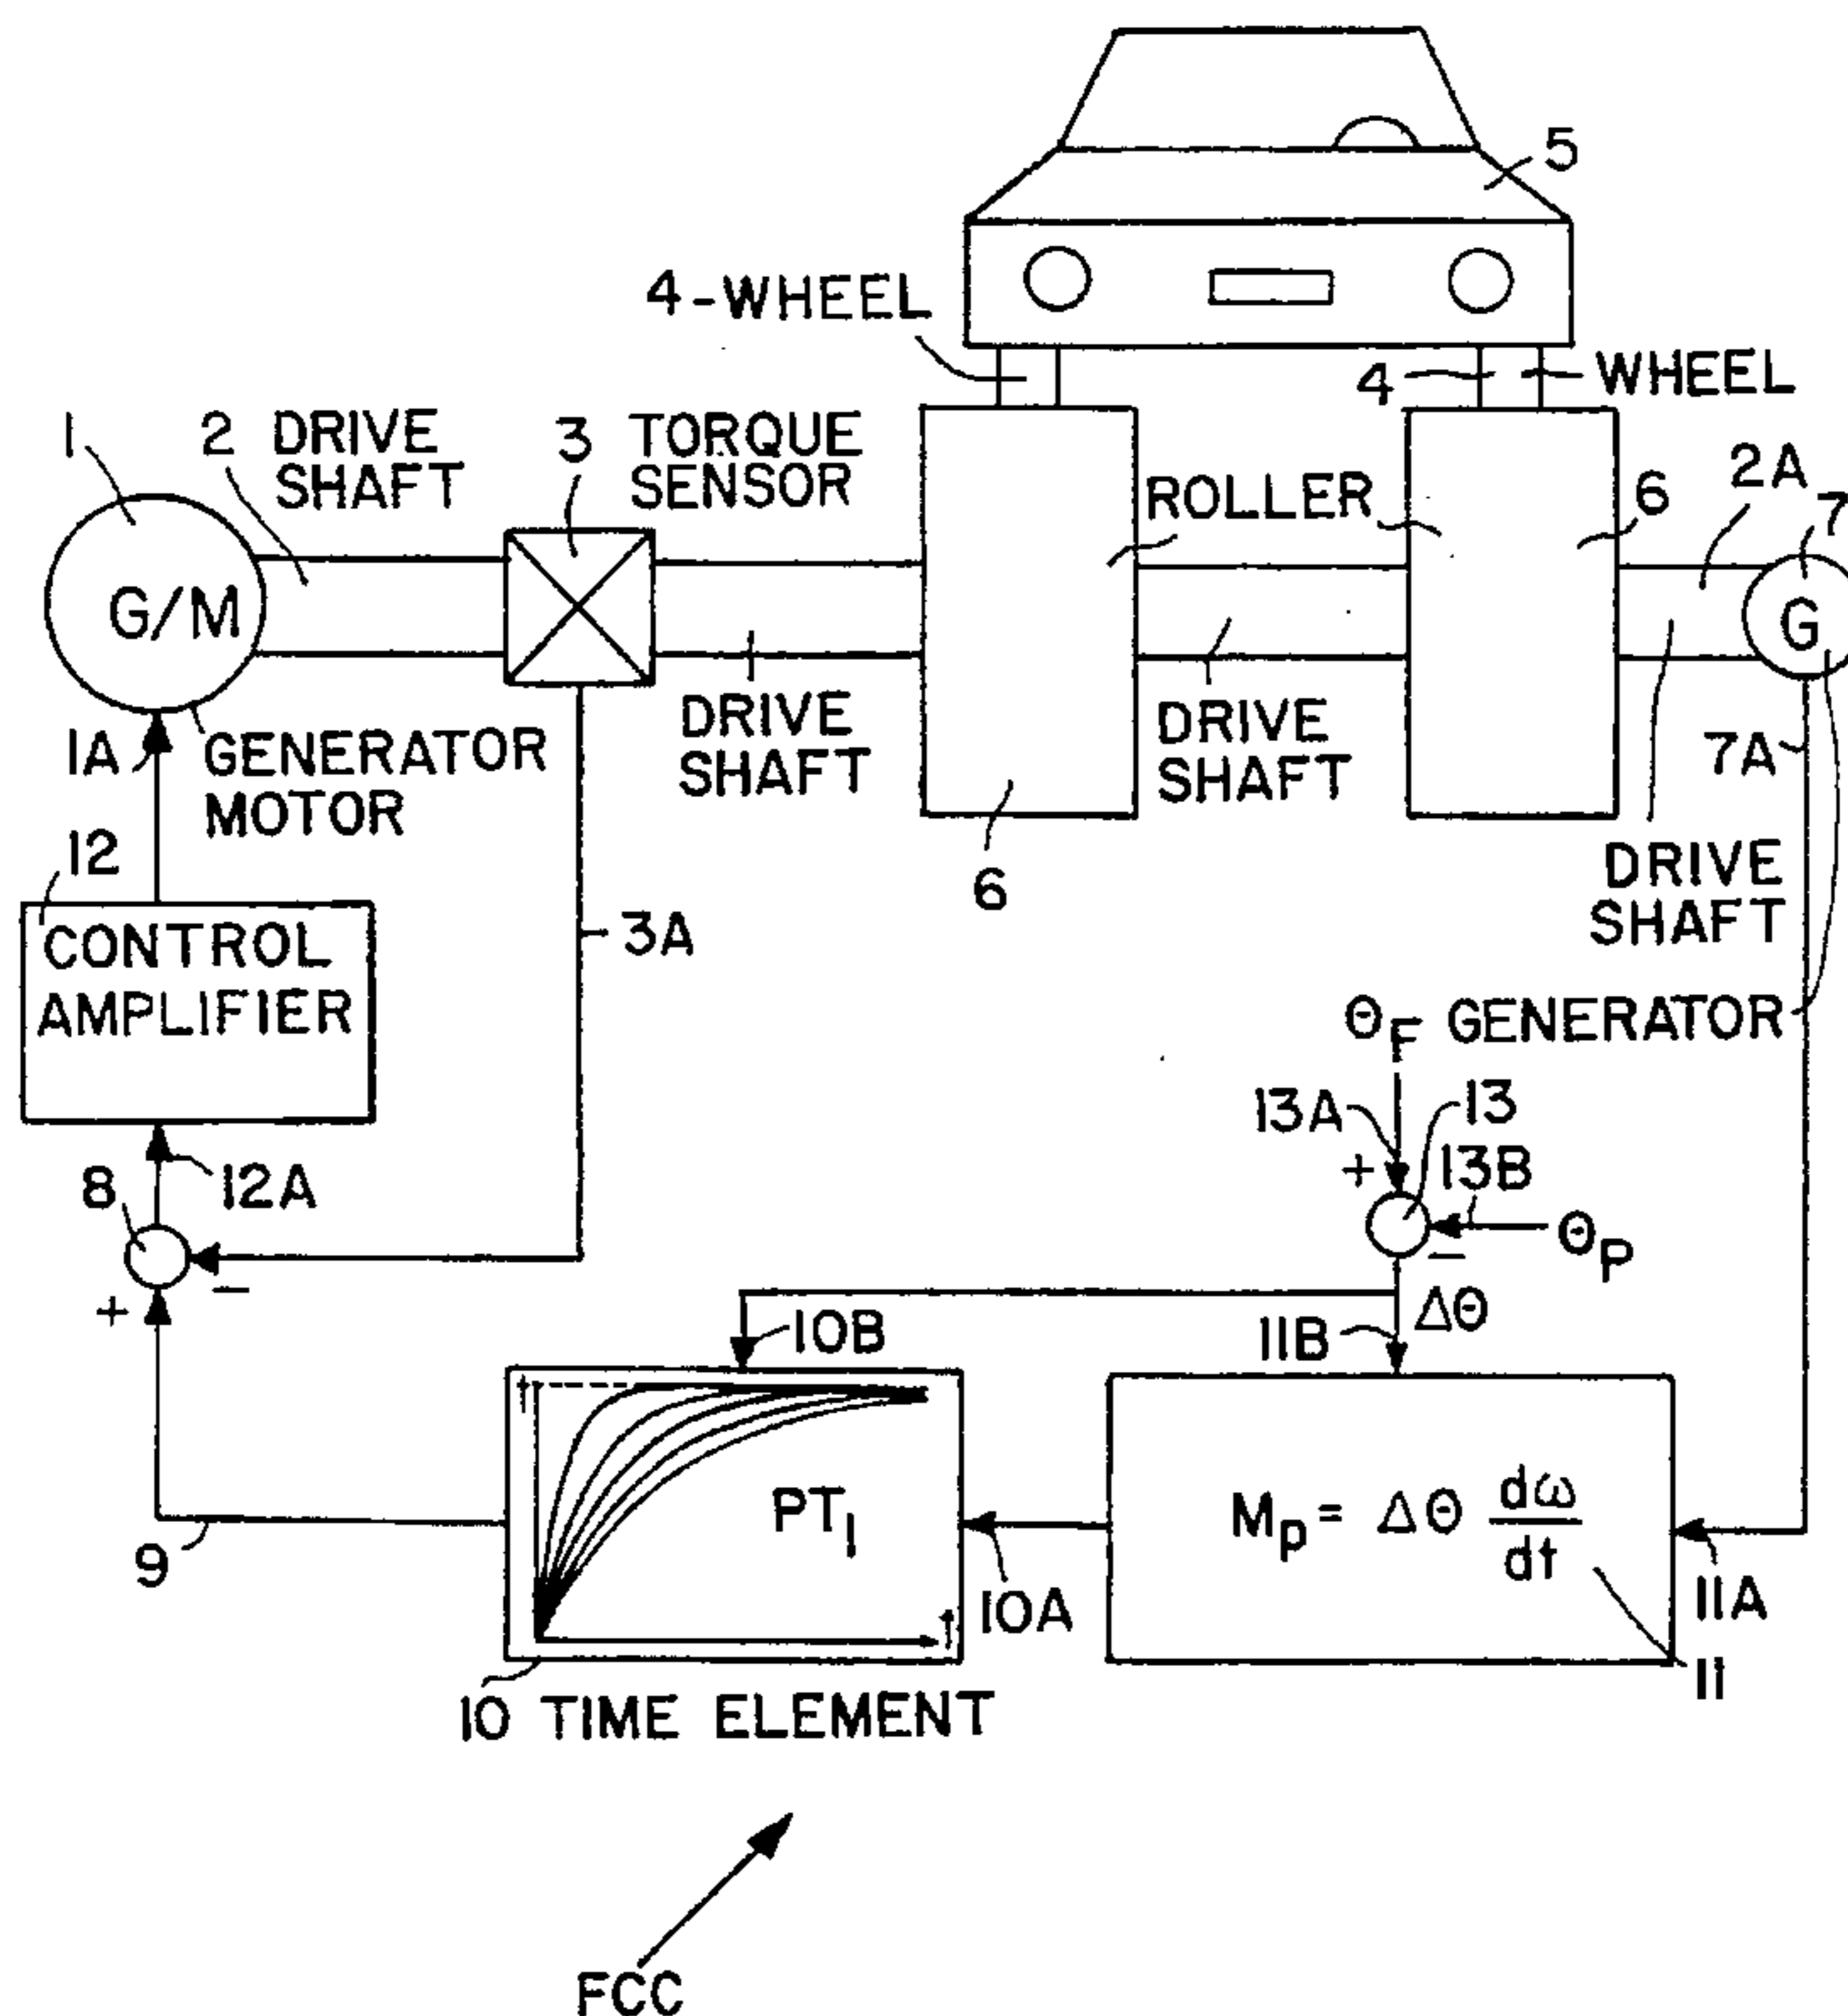 5
4-WHEEL
4 WHEEL
1
2 DRIVE
SHAFT
3 TORQUE
SENSOR
ROLLER
6
2A
7
G/M
G
DRIVE
SHAFT
DRIVE
SHAFT
7A
1A
GENERATOR
MOTOR
12
6
DRIVE
SHAFT
CONTROL
AMPLIFIER
3A
ΘF GENERATOR
13A
13
+
13B
8
12A
ΘP
−
+
−
10B
11B
ΔΘ
PT1
Mp = ΔΘ dω/dt
t
9
10A
11A
11
10 TIME ELEMENT
FCC